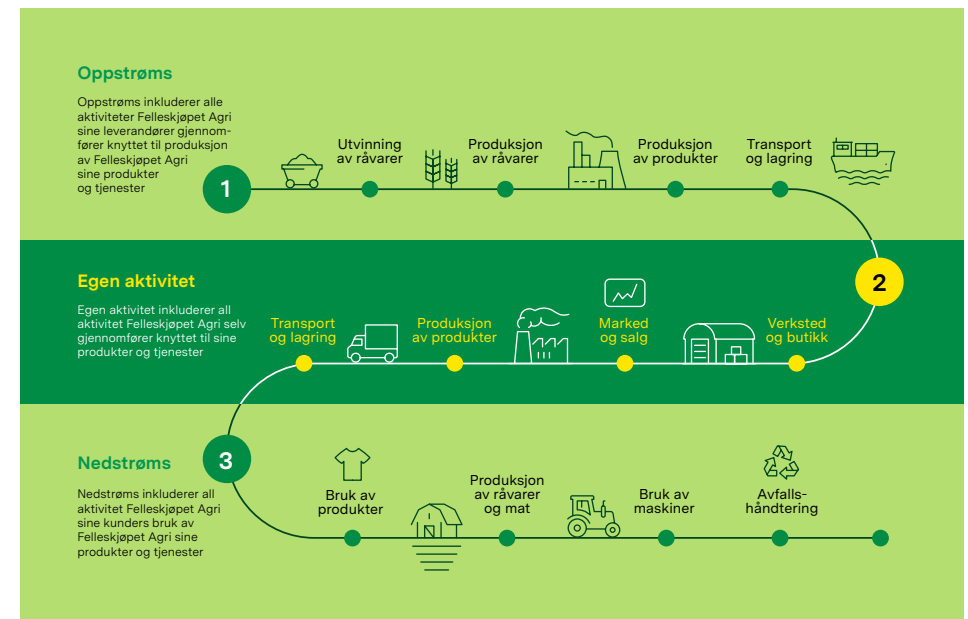 Oppstrøms
Oppstrøms inkluderer alle
aktiviteter Felleskjøpet Agri
sine leverandører gjennom-
fører knyttet til produksjon
av Felleskjøpet Agri
sine produkter
og tjenester
1
Utvinning
av råvarer
Produksjon
av råvarer
Produksjon
av produkter
Transport
og lagring
Egen aktivitet
Egen aktivitet inkluderer all
aktivitet Felleskjøpet Agri selv
gjennomfører knyttet til sine
produkter og tjenester
Transport
og lagring
Produksjon
av produkter
Marked
og salg
Verksted
og butikk
2
Nedstrøms
Nedstrøms inkluderer all
aktivitet Felleskjøpet Agri
sine kunders bruk av
Felleskjøpet Agri sine
produkter og tjenester
3
Bruk av
produkter
Produksjon
av råvarer
og mat
Bruk av
maskiner
Avfalls-
håndtering